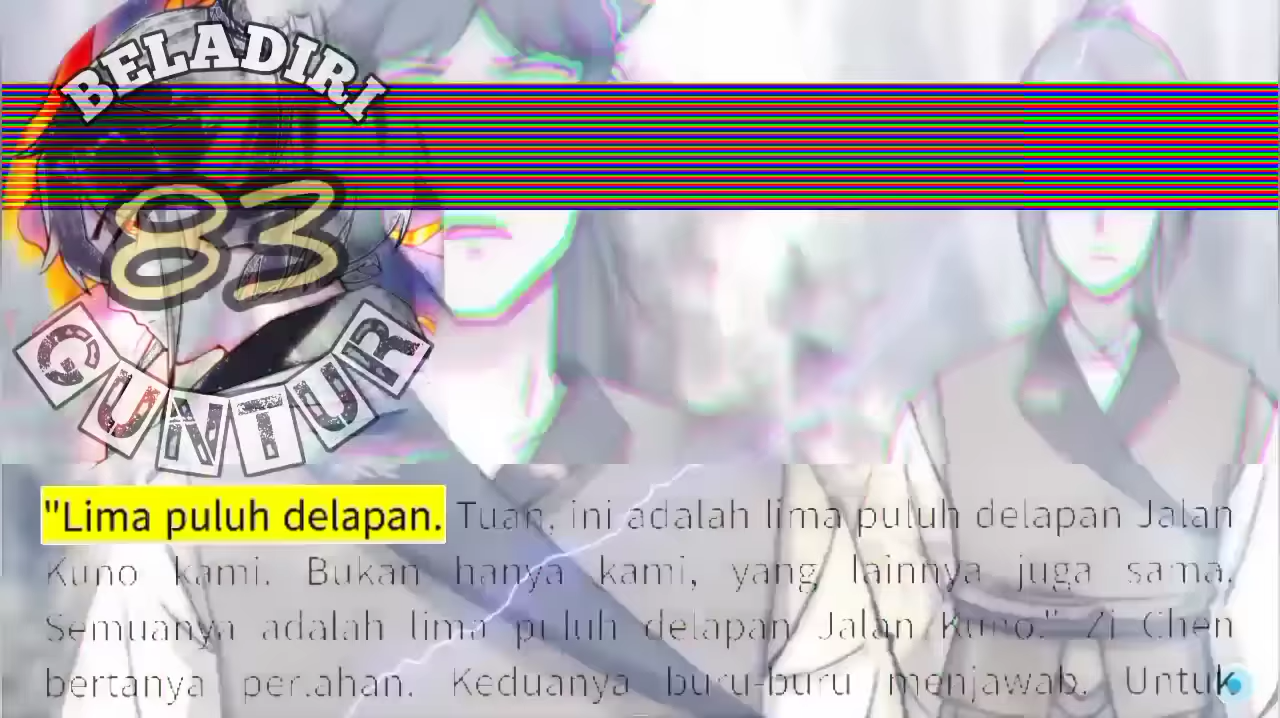 BELADIRI
83
GUNTUR
"Lima puluh delapan. Tuan, ini adalah lima puluh delapan Jalan
Kuno kami. Bukan hanya kami, yang lainnya juga sama.
Semuanya adalah lima puluh delapan Jalan Kuno." Zi Chen
bertanya perlahan. Keduanya buru-buru menjawab. Untuk